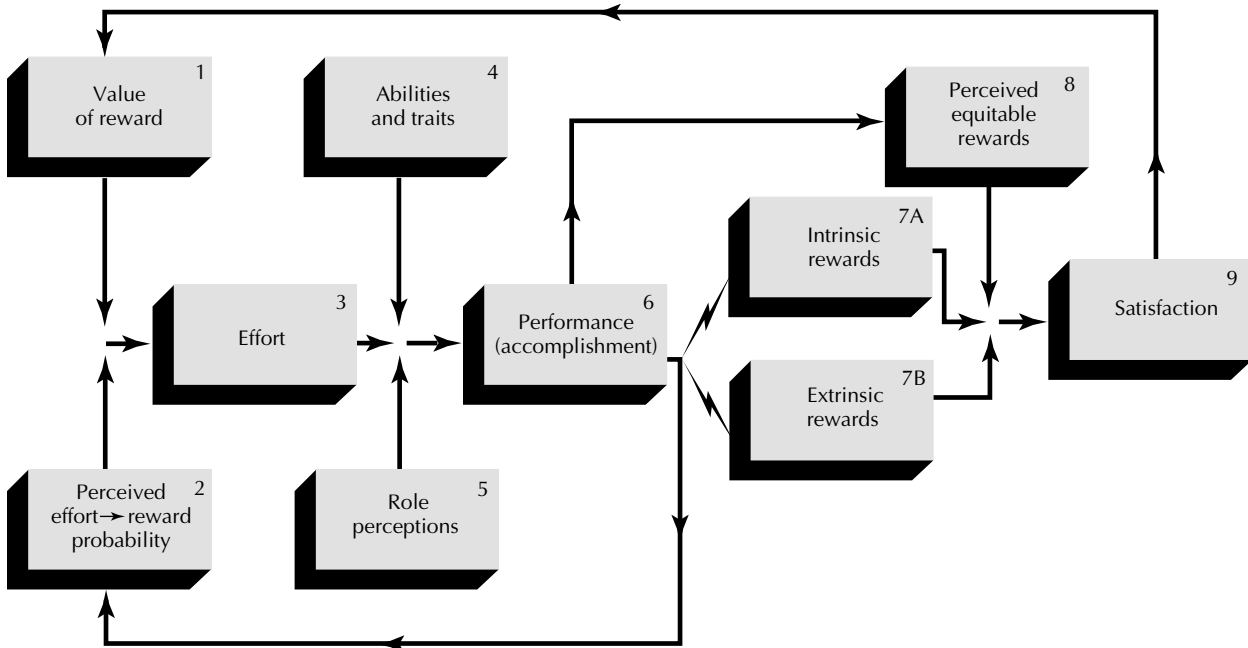 1
Value
of reward
4
Abilities
and traits
8
Perceived
equitable
rewards
7A
Intrinsic
rewards
3
Effort
6
Performance
(accomplishment)
9
Satisfaction
7B
Extrinsic
rewards
2
Perceived
effort→reward
probability
5
Role
perceptions